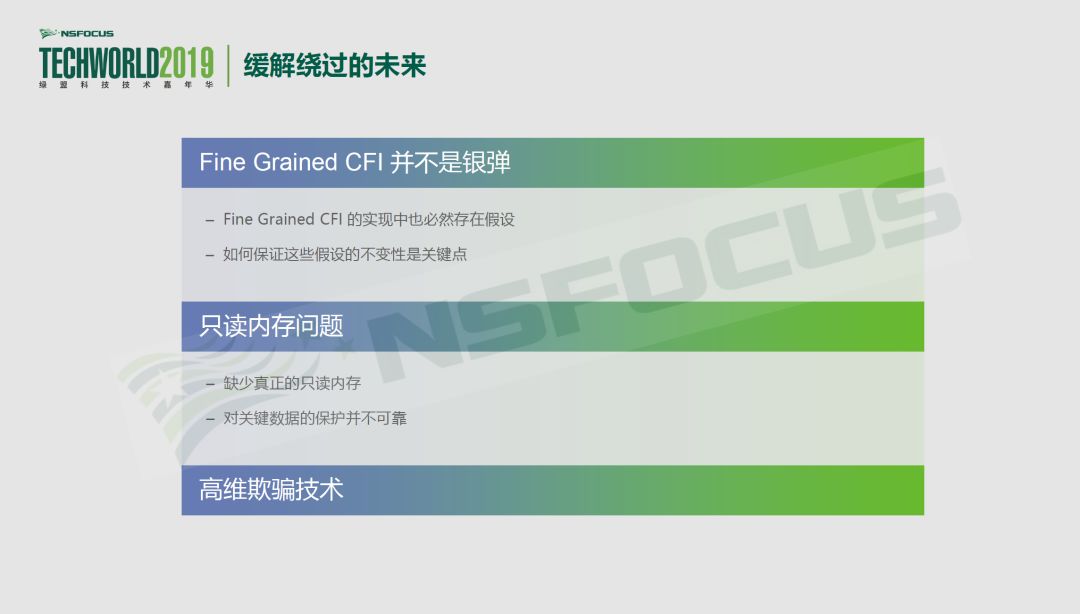 NSFOCUS
TECHWORLD2019
绿盟科技技术嘉年华
缓解绕过的未来
Fine Grained CFI 并不是银弹
– Fine Grained CFI 的实现中也必然存在假设
– 如何保证这些假设的不变性是关键点
只读内存问题
– 缺少真正的只读内存
– 对关键数据的保护并不可靠
高维欺骗技术
NSFOCUS